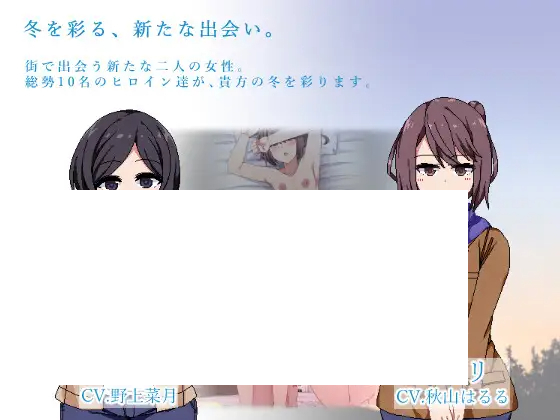 冬を彩る、新たな出会い。
街で出会う新たな二人の女性。
総勢10名のヒロイン達が、貴方の冬を彩ります。
リ
CV.野上菜月
CV.秋山はるる